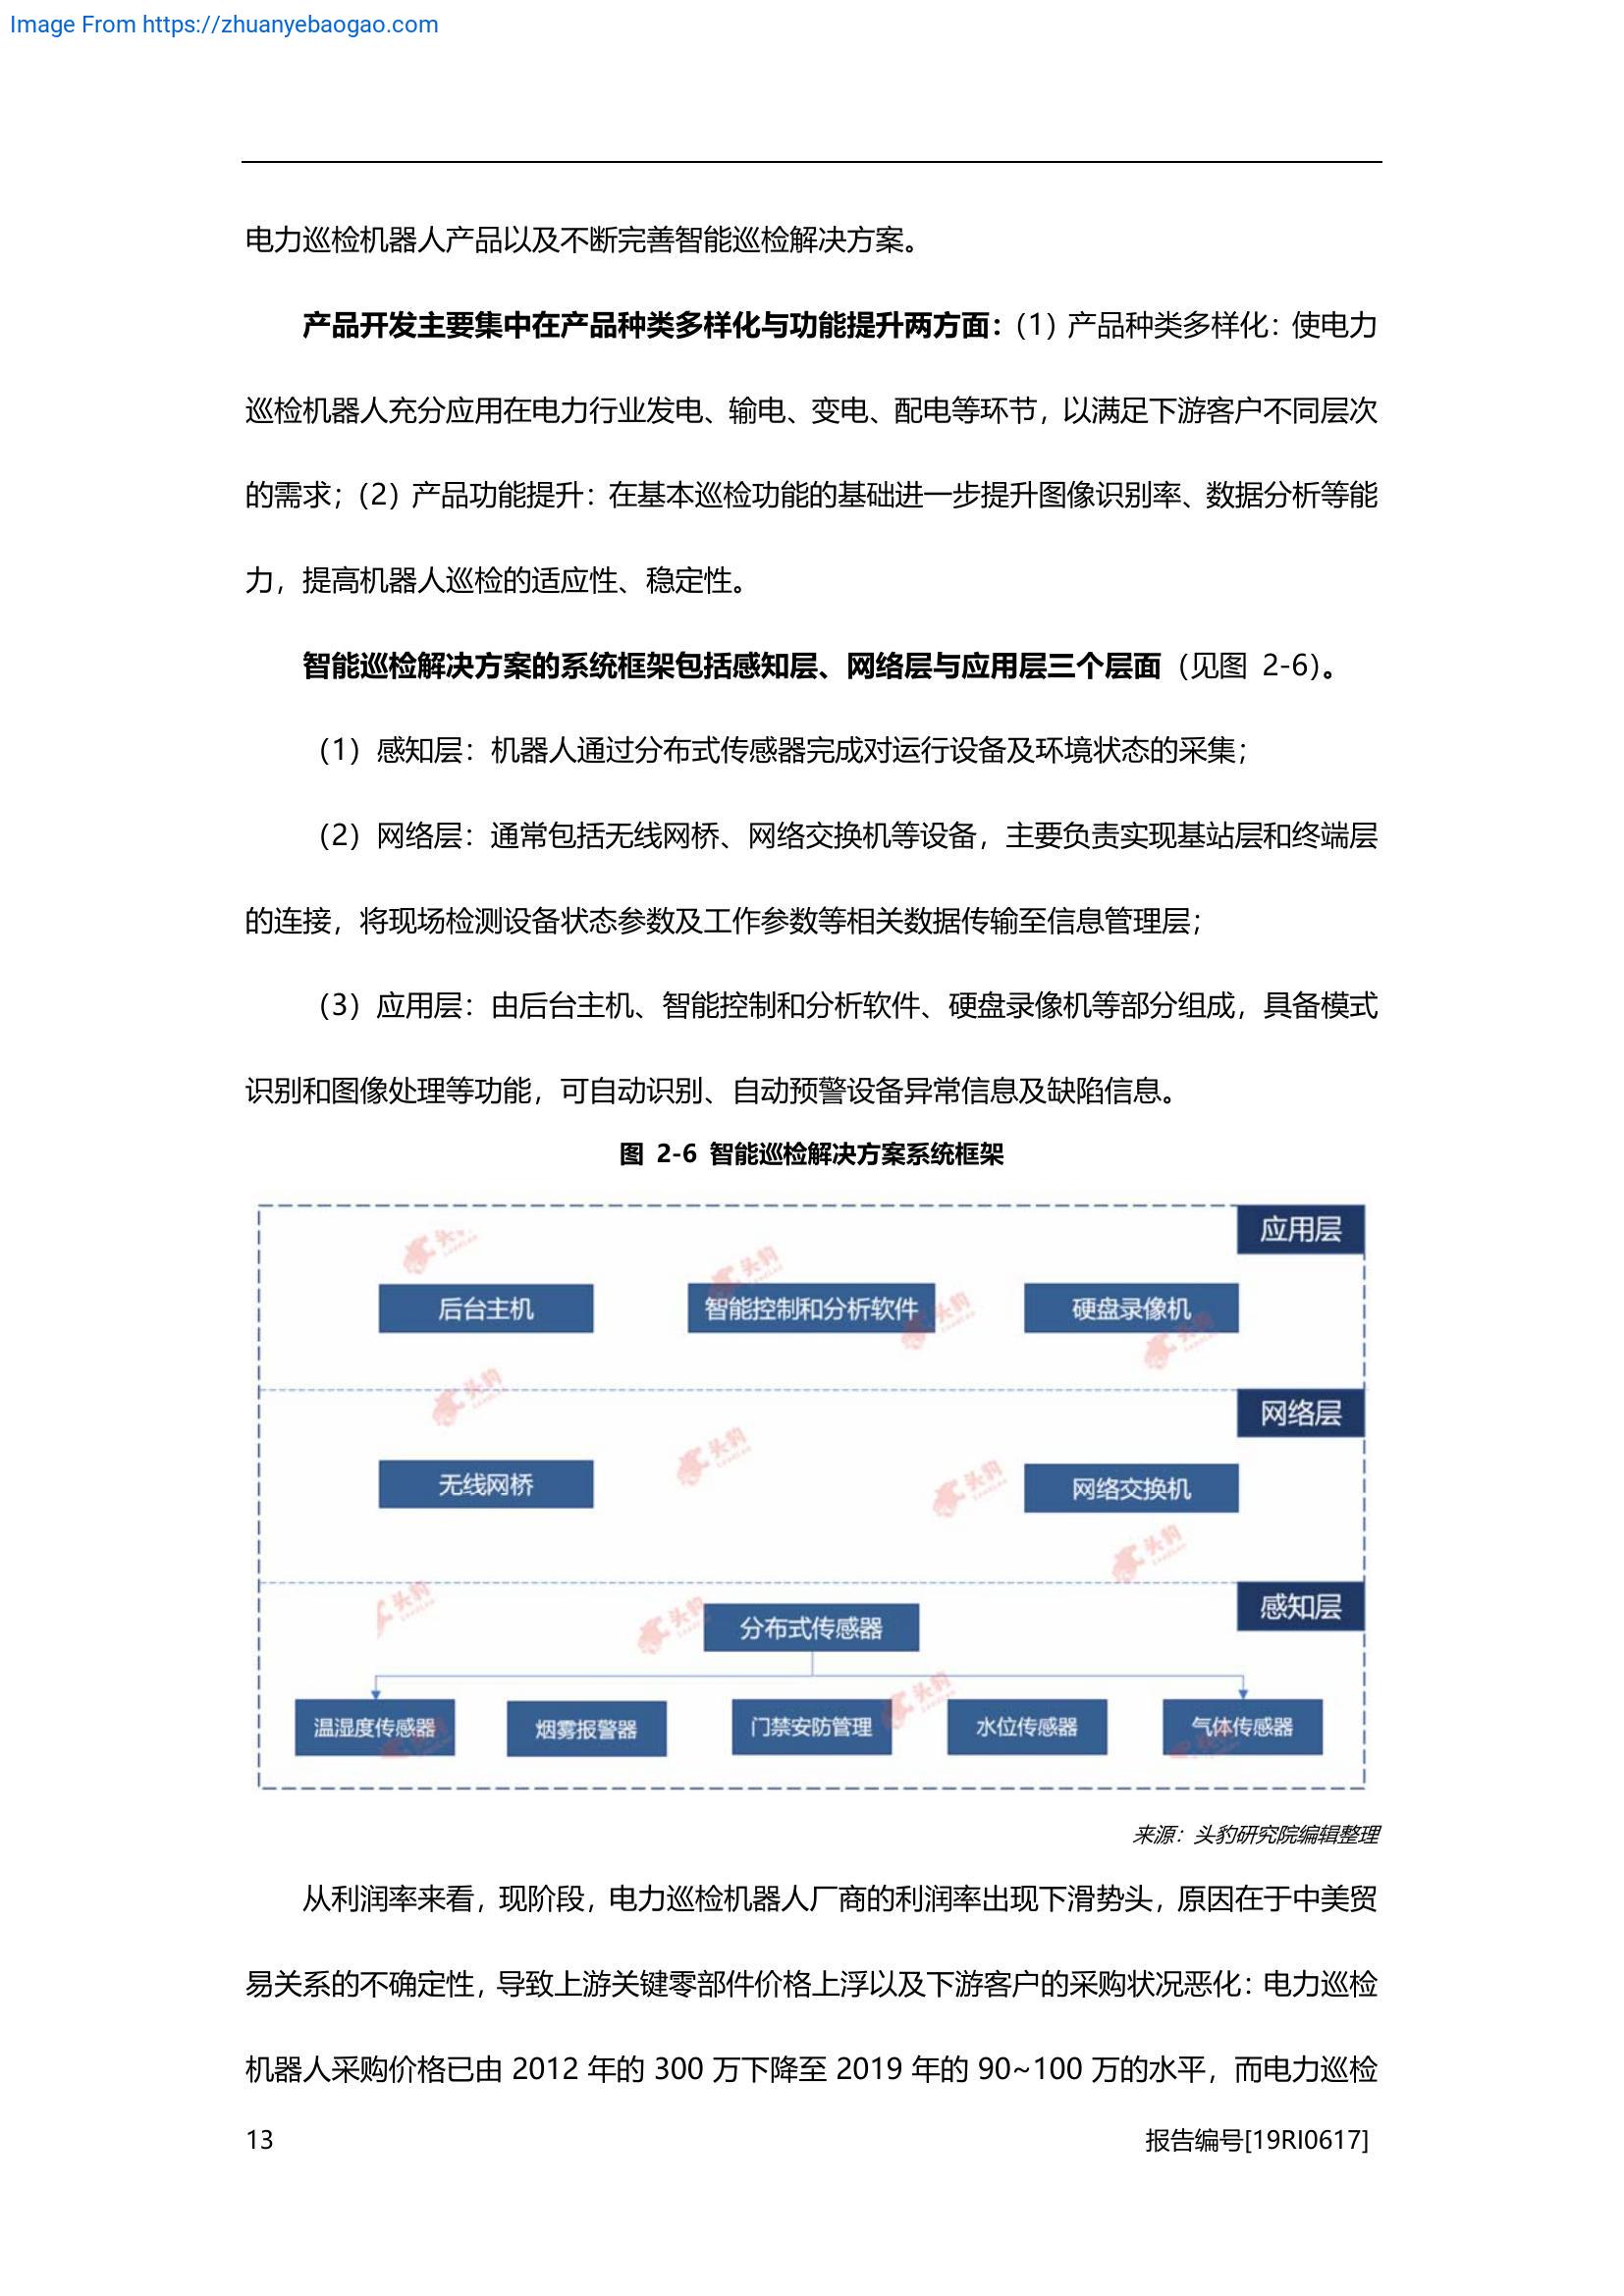 Image From https://zhuanyebaogao.com
电力巡检机器人产品以及不断完善智能巡检解决方案。
产品开发主要集中在产品种类多样化与功能提升两方面：（1）产品种类多样化：使电力
巡检机器人充分应用在电力行业发电、输电、变电、配电等环节，以满足下游客户不同层次
的需求；（2）产品功能提升：在基本巡检功能的基础进一步提升图像识别率、数据分析等能
力，提高机器人巡检的适应性、稳定性。
智能巡检解决方案的系统框架包括感知层、网络层与应用层三个层面（见图 2-6）。
（1）感知层：机器人通过分布式传感器完成对运行设备及环境状态的采集；
（2）网络层：通常包括无线网桥、网络交换机等设备，主要负责实现基站层和终端层
的连接，将现场检测设备状态参数及工作参数等相关数据传输至信息管理层；
（3）应用层：由后台主机、智能控制和分析软件、硬盘录像机等部分组成，具备模式
识别和图像处理等功能，可自动识别、自动预警设备异常信息及缺陷信息。
图 2-6 智能巡检解决方案系统框架
应用层
后台主机 智能控制和分析软件 硬盘录像机
网络层
无线网桥 网络交换机
感知层
分布式传感器
温湿度传感器 烟雾报警器 门禁安防管理 水位传感器 气体传感器
来源：头豹研究院编辑整理
从利润率来看，现阶段，电力巡检机器人厂商的利润率出现下滑势头，原因在于中美贸
易关系的不确定性，导致上游关键零部件价格上浮以及下游客户的采购状况恶化：电力巡检
机器人采购价格已由 2012 年的 300 万下降至 2019 年的 90~100 万的水平，而电力巡检
13 报告编号[19RI0617]